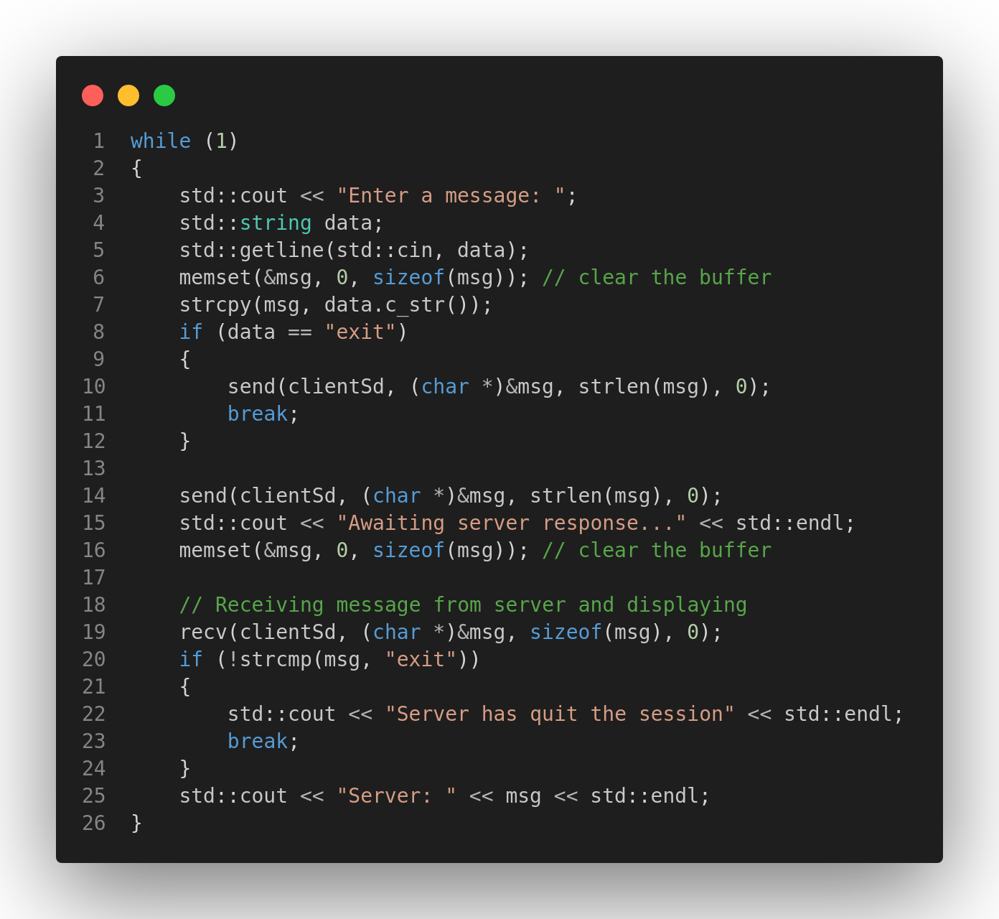 1 while (1)
2 {
3     std::cout << "Enter a message: ";
4     std::string data;
5     std::getline(std::cin, data);
6     memset(&msg, 0, sizeof(msg)); // clear the buffer
7     strcpy(msg, data.c_str());
8     if (data == "exit")
9     {
10         send(clientSd, (char *)&msg, strlen(msg), 0);
11         break;
12     }
13
14     send(clientSd, (char *)&msg, strlen(msg), 0);
15     std::cout << "Awaiting server response..." << std::endl;
16     memset(&msg, 0, sizeof(msg)); // clear the buffer
17
18     // Receiving message from server and displaying
19     recv(clientSd, (char *)&msg, sizeof(msg), 0);
20     if (!strcmp(msg, "exit"))
21     {
22         std::cout << "Server has quit the session" << std::endl;
23         break;
24     }
25     std::cout << "Server: " << msg << std::endl;
26 }